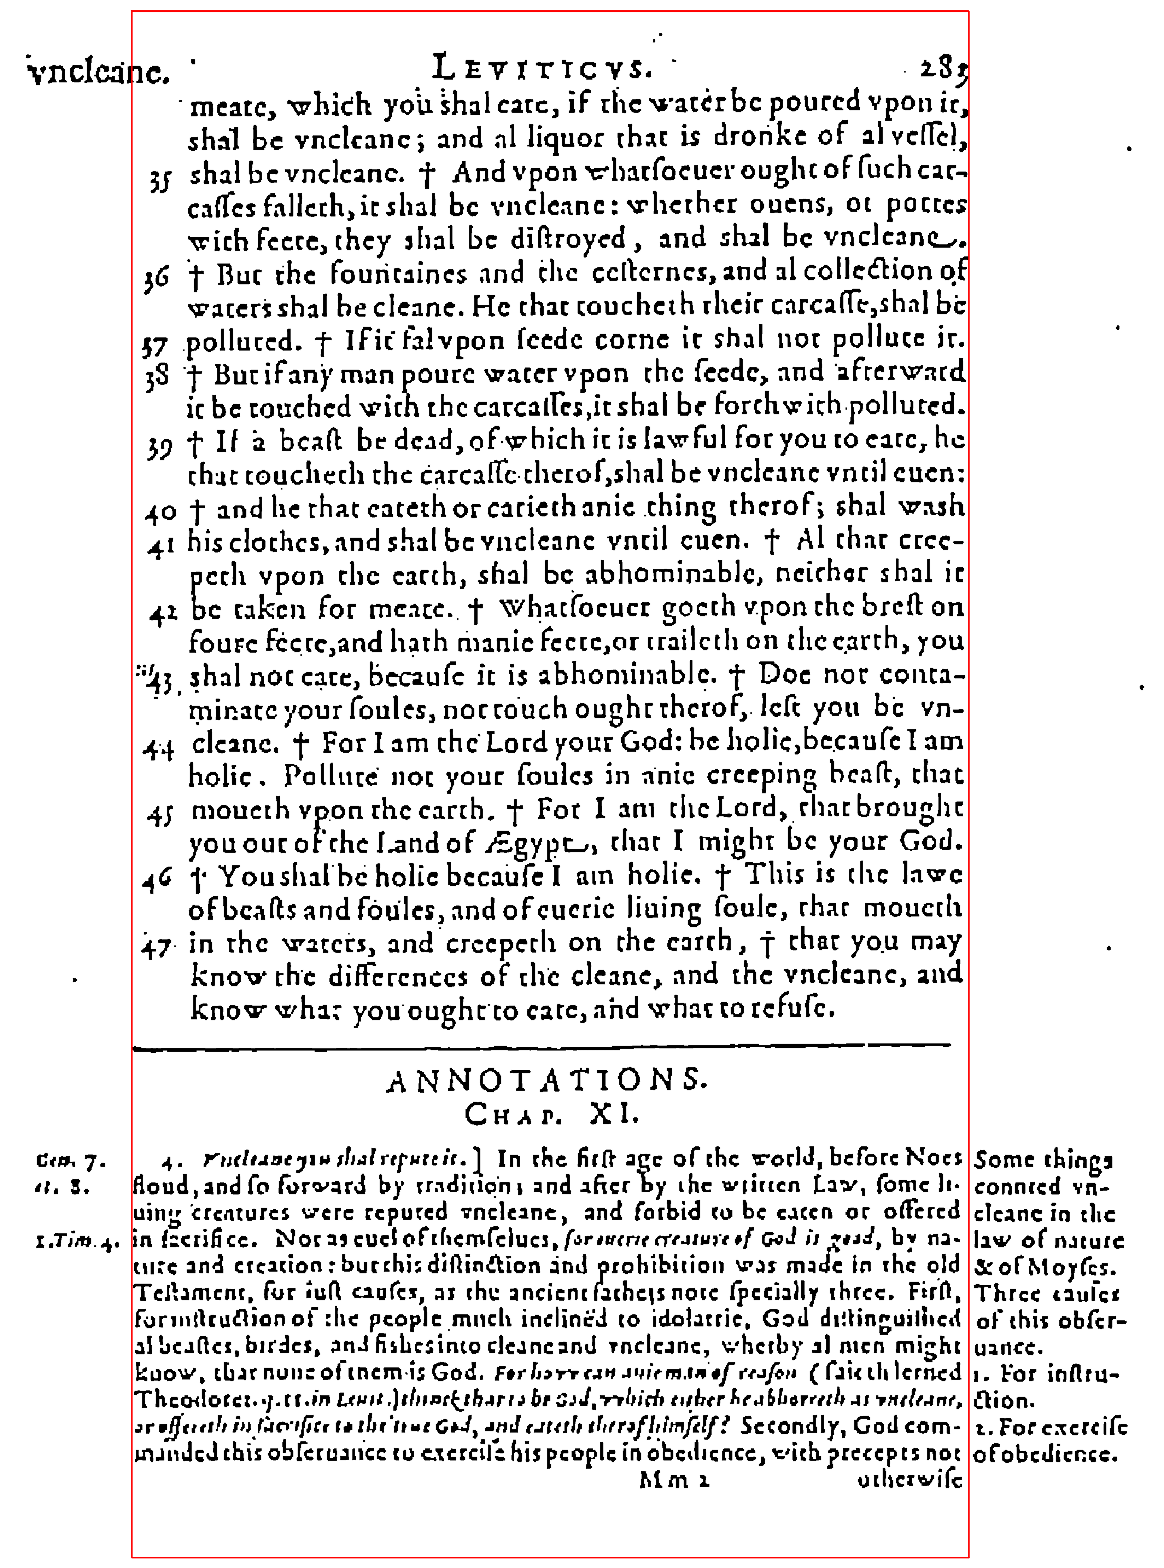 vncleane. LEVITICVS. 285
meate, which you shal eate, if the water be poured vpon it,
shal be vncleane; and al liquor that is dronke of al veſſel,
35 shal be vncleane. † And vpon whatſoeuer ought of ſuch car-
caſſes falleth, it shal be vncleane: whether ouens, or pottes
with feete, they shal be diſtroyed, and shal be vncleane.
36 † But the fountaines and the ceſternes, and al collection of
waters shal be cleane. He that toucheth their carcaſſe, shal be
37 polluted. † If it fal vpon ſeede corne it shal not pollute it.
38 † But if any man poure water vpon the ſeede, and afterward
it be touched with the carcaſſes, it shal be forthwith polluted.
39 † If a beaſt be dead, of which it is lawful for you to eate, he
that toucheth the carcaſſe therof, shal be vncleane vntil euen:
40 † and he that eateth or carieth anie thing therof; shal wash
41 his clothes, and shal be vncleane vntil euen. † Al that cree-
peth vpon the earth, shal be abhominable, neither shal it
42 be taken for meate. † Whatſoeuer goeth vpon the breſt on
foure feete, and hath manie feete, or traileth on the earth, you
43 shal not eate, becauſe it is abhominable. † Doe not conta-
minate your ſoules, nor touch ought therof, leſt you be vn-
44 cleane. † For I am the Lord your God: be holie, becauſe I am
holie. Pollute not your ſoules in anie creeping beaſt, that
45 moueth vpon the earth. † For I am the Lord, that brought
you out of the Land of Ægypt, that I might be your God.
46 † You shal be holie becauſe I am holie. † This is the lawe
of beaſts and foules, and of euerie liuing ſoule, that moueth
47 in the waters, and creepeth on the earth, † that you may
know the differences of the cleane, and the vncleane, and
know what you ought to eate, and what to refuſe.
ANNOTATIONS.
CHAP. XI.
4. Vncleane you shal repute it.] In the firſt age of the world, before Noes
floud, and ſo forward by tradition; and after by the written Law, ſome li-
uing creatures were reputed vncleane, and forbid to be eaten or offered
in ſacrifice. Not as euel of themſelues, for euerie creature of God is good, by na-
ture and creation: but this diſtinction and prohibition was made in the old
Teſtament, for iuſt cauſes, as the ancient fathers note ſpecially three. Firſt,
for inſtruction of the people much inclined to idolatrie, God diſtinguished
al beaſtes, birdes, and fishes into cleane and vncleane, wherby al men might
know, that none of them is God. For how can anie man of reaſon (ſaith lerned
Theodoret. q. 11. in Leuit.) thinke that to be God, which either he abhorreth as vncleane,
or offereth in ſacrifice to the true God, and eateth therof himſelf? Secondly, God com-
manded this obſeruance to exerciſe his people in obedience, with precepts not
Mm 2 otherwiſe
Gen. 7.
1.Tim.4.
Some things
counted vn-
cleane in the
law of nature
& of Moyſes.
Three cauſes
of this obſer-
uance.
1. For inſtru-
ction.
2. For exerciſe
of obedience.